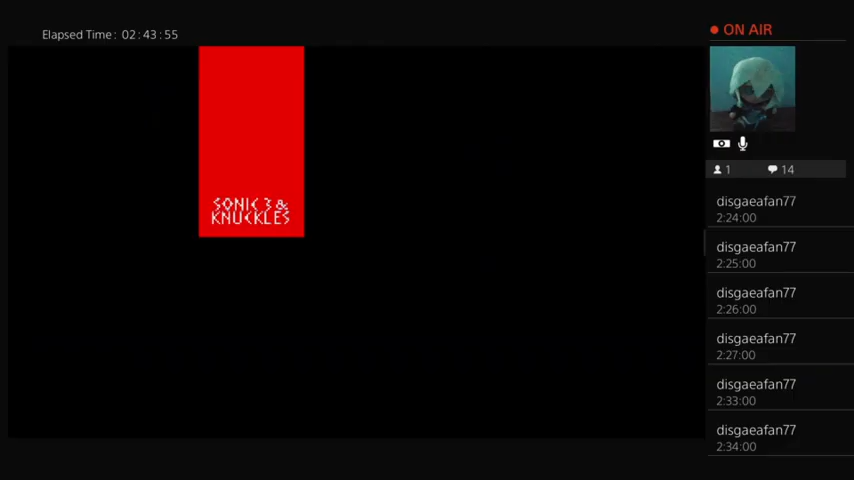 Elapsed Time: 02:43:55
ON AIR
SONIC 3 &
KNUCKLES
1
14
disgaeafan77
2:24:00
disgaeafan77
2:25:00
disgaeafan77
2:26:00
disgaeafan77
2:27:00
disgaeafan77
2:33:00
disgaeafan77
2:34:00